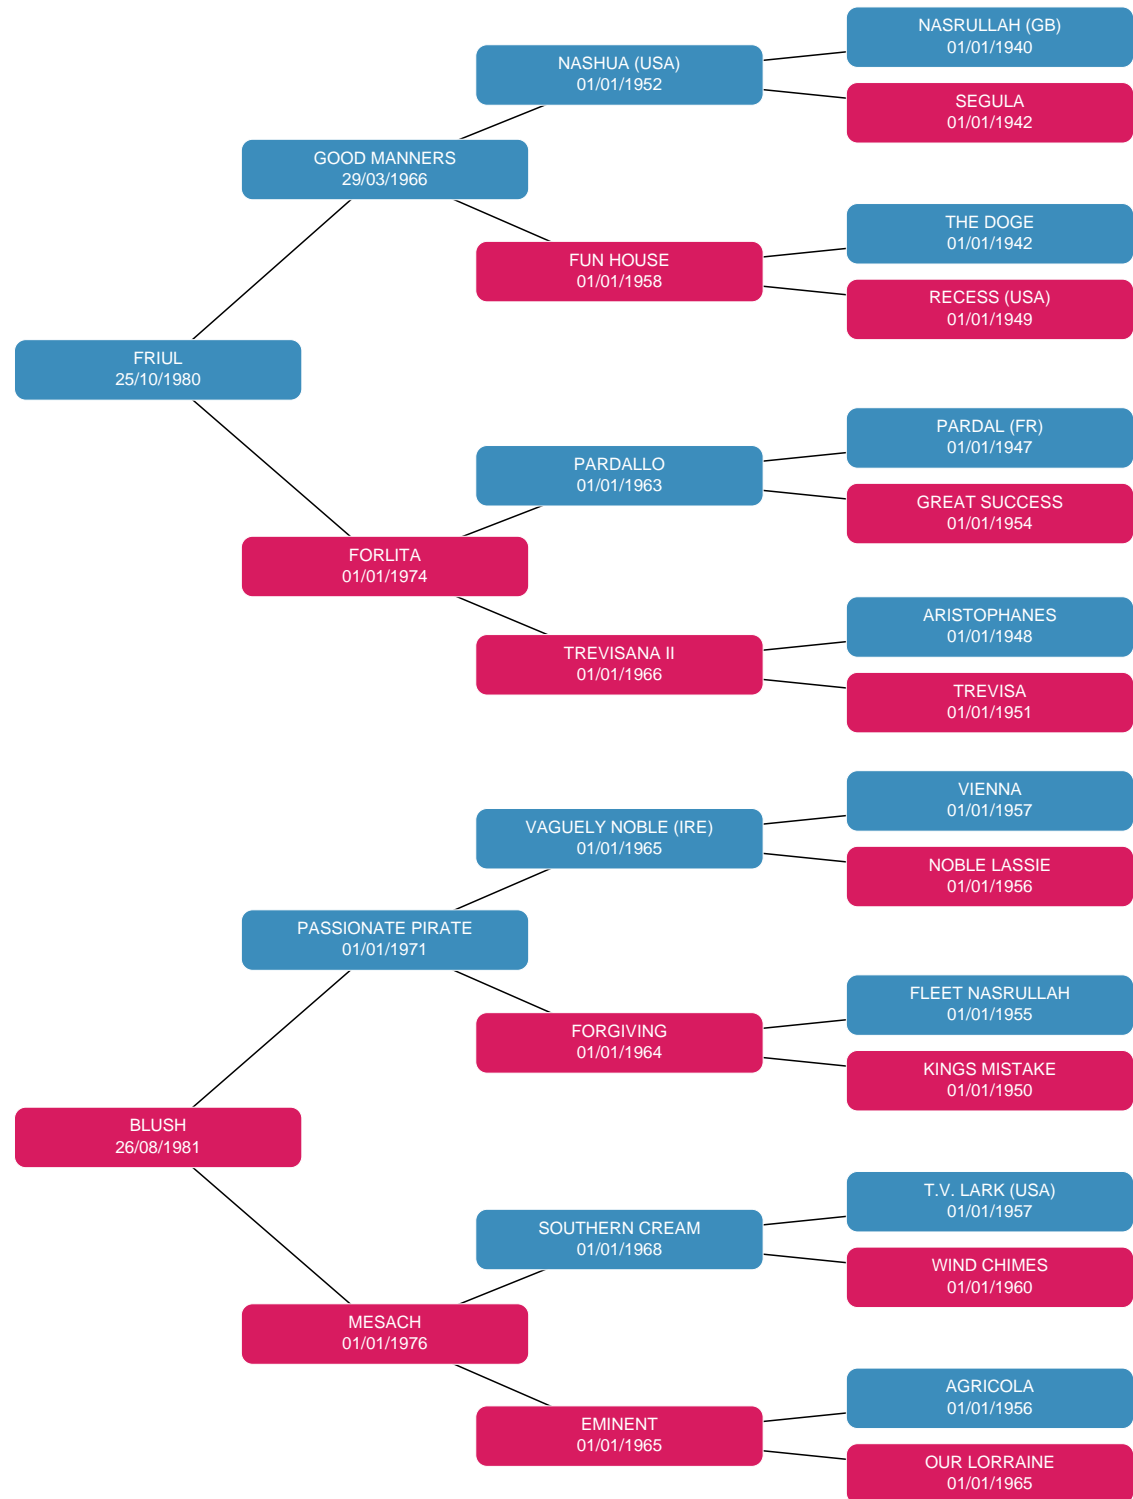 NASRULLAH (GB)
01/01/1940
NASHUA (USA)
01/01/1952
SEGULA
01/01/1942
GOOD MANNERS
29/03/1966
THE DOGE
01/01/1942
FUN HOUSE
01/01/1958
RECESS (USA)
01/01/1949
FRIUL
25/10/1980
PARDAL (FR)
01/01/1947
PARDALLO
01/01/1963
GREAT SUCCESS
01/01/1954
FORLITA
01/01/1974
ARISTOPHANES
01/01/1948
TREVISANA II
01/01/1966
TREVISA
01/01/1951
VIENNA
01/01/1957
VAGUELY NOBLE (IRE)
01/01/1965
NOBLE LASSIE
01/01/1956
PASSIONATE PIRATE
01/01/1971
FLEET NASRULLAH
01/01/1955
FORGIVING
01/01/1964
KINGS MISTAKE
01/01/1950
BLUSH
26/08/1981
T.V. LARK (USA)
01/01/1957
SOUTHERN CREAM
01/01/1968
WIND CHIMES
01/01/1960
MESACH
01/01/1976
AGRICOLA
01/01/1956
EMINENT
01/01/1965
OUR LORRAINE
01/01/1965